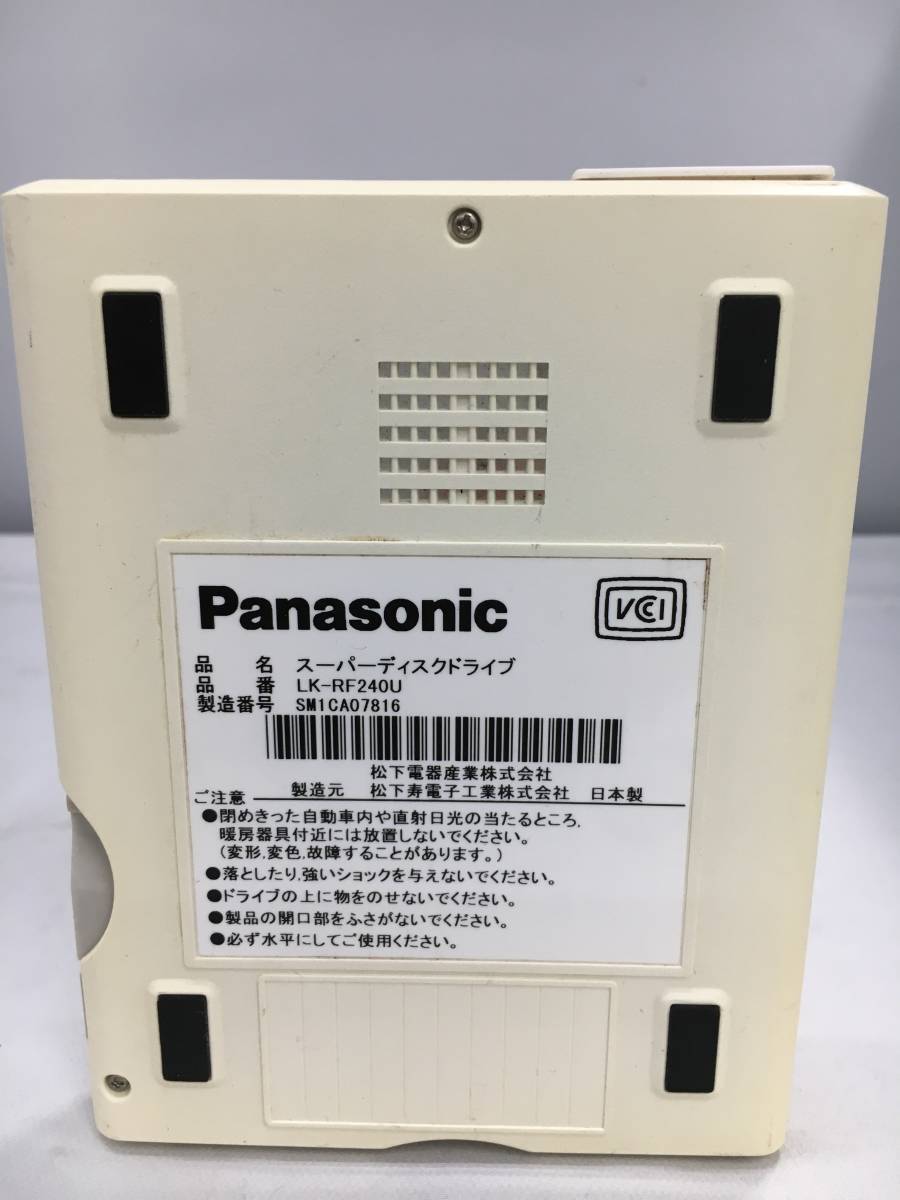 Panasonic
VCCI
品 名 スーパーディスクドライブ
品 番 LK-RF240U
製造番号 SM1CA07816
松下電器産業株式会社
製造元 松下寿電子工業株式会社 日本製
ご注意
●閉めきった自動車内や直射日光の当たるところ,
暖房器具付近には放置しないでください。
(変形,変色,故障することがあります。)
●落としたり,強いショックを与えないでください。
●ドライブの上に物をのせないでください。
●製品の開口部をふさがないでください。
●必ず水平にしてご使用ください。